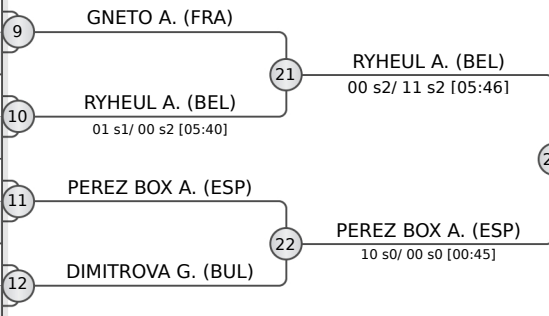 GNETO A. (FRA)
9
21
RYHEUL A. (BEL)
00 s2/ 11 s2 [05:46]
10
RYHEUL A. (BEL)
01 s1/ 00 s2 [05:40]
11
PEREZ BOX A. (ESP)
22
PEREZ BOX A. (ESP)
10 s0/ 00 s0 [00:45]
12
DIMITROVA G. (BUL)